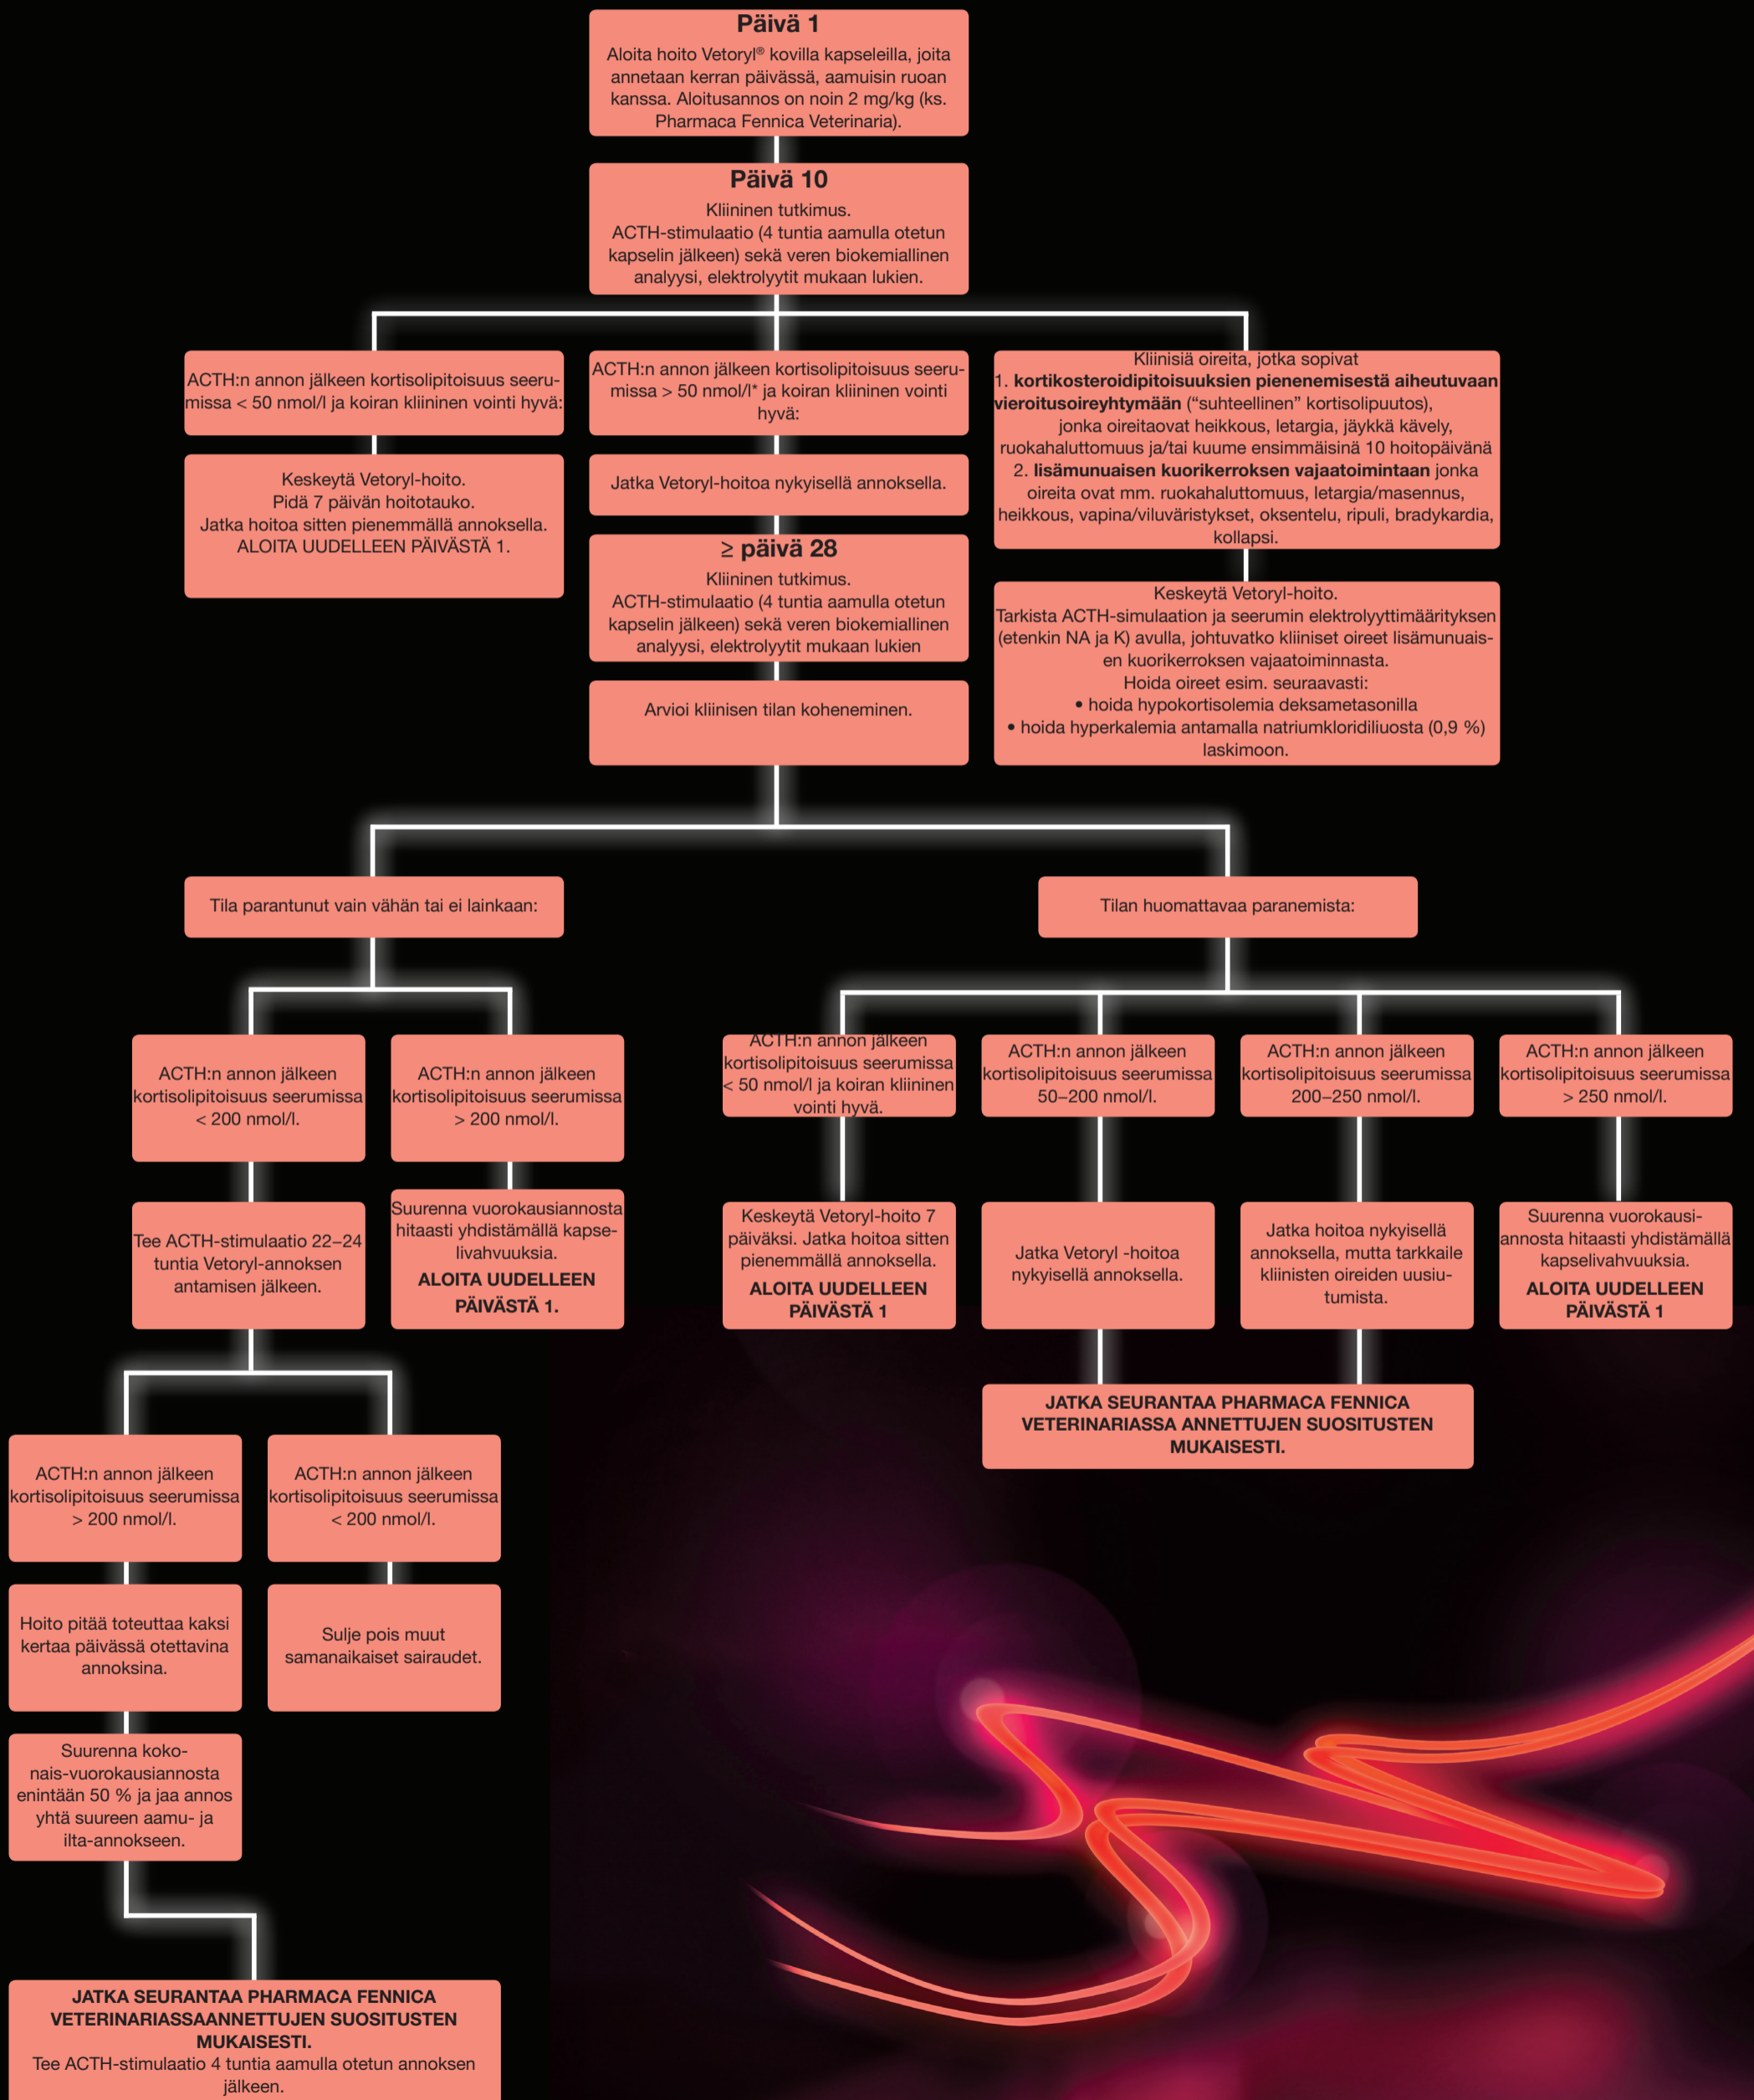 Päivä 1
Aloita hoito Vetoryl® kovilla kapseleilla, joita
annetaan kerran päivässä, aamuisin ruoan
kanssa. Aloitusannos on noin 2 mg/kg (ks.
Pharmaca Fennica Veterinaria).
Päivä 10
Kliininen tutkimus.
ACTH-stimulaatio (4 tuntia aamulla otetun
kapselin jälkeen) sekä veren biokemiallinen
analyysi, elektrolyytit mukaan lukien.
ACTH:n annon jälkeen kortisolipitoisuus seeru-
missa < 50 nmol/l ja koiran kliininen vointi hyvä:
Keskeytä Vetoryl-hoito.
Pidä 7 päivän hoitotauko.
Jatka hoitoa sitten pienemmällä annoksella.
ALOITA UUDELLEEN PÄIVÄSTÄ 1.
ACTH:n annon jälkeen kortisolipitoisuus seeru-
missa > 50 nmol/l* ja koiran kliininen vointi
hyvä:
Jatka Vetoryl-hoitoa nykyisellä annoksella.
≥ päivä 28
Kliininen tutkimus.
ACTH-stimulaatio (4 tuntia aamulla otetun
kapselin jälkeen) sekä veren biokemiallinen
analyysi, elektrolyytit mukaan lukien
Arvioi kliinisen tilan koheneminen.
Kliinisiä oireita, jotka sopivat
1. kortikosteroidipitoisuuksien pienenemisestä aiheutuvaan
vieroitusoireyhtymään (“suhteellinen” kortisolipuutos),
jonka oireitaovat heikkous, letargia, jäykkä kävely,
ruokahaluttomuus ja/tai kuume ensimmäisinä 10 hoitopäivänä
2. lisämunuaisen kuorikerroksen vajaatoimintaan jonka
oireita ovat mm. ruokahaluttomuus, letargia/masennus,
heikkous, vapina/viluväristykset, oksentelu, ripuli, bradykardia,
kollapsi.
Keskeytä Vetoryl-hoito.
Tarkista ACTH-simulaation ja seerumin elektrolyyttimäärityksen
(etenkin NA ja K) avulla, johtuvatko kliiniset oireet lisämunuais-
en kuorikerroksen vajaatoiminnasta.
Hoida oireet esim. seuraavasti:
• hoida hypokortisolemia deksametasonilla
• hoida hyperkalemia antamalla natriumkloridiliuosta (0,9 %)
laskimoon.
Tila parantunut vain vähän tai ei lainkaan:
Tilan huomattavaa paranemista:
ACTH:n annon jälkeen
kortisolipitoisuus seerumissa
< 200 nmol/l.
ACTH:n annon jälkeen
kortisolipitoisuus seerumissa
> 200 nmol/l.
ACTH:n annon jälkeen
kortisolipitoisuus seerumissa
< 50 nmol/l ja koiran kliininen
vointi hyvä.
ACTH:n annon jälkeen
kortisolipitoisuus seerumissa
50–200 nmol/l.
ACTH:n annon jälkeen
kortisolipitoisuus seerumissa
200–250 nmol/l.
ACTH:n annon jälkeen
kortisolipitoisuus seerumissa
> 250 nmol/l.
Tee ACTH-stimulaatio 22–24
tuntia Vetoryl-annoksen
antamisen jälkeen.
Suurenna vuorokausiannosta
hitaasti yhdistämällä kapse-
livahvuuksia.
ALOITA UUDELLEEN
PÄIVÄSTÄ 1.
Keskeytä Vetoryl-hoito 7
päiväksi. Jatka hoitoa sitten
pienemmällä annoksella.
ALOITA UUDELLEEN
PÄIVÄSTÄ 1
Jatka Vetoryl -hoitoa
nykyisellä annoksella.
Jatka hoitoa nykyisellä
annoksella, mutta tarkkaile
kliinisten oireiden uusiu-
tumista.
Suurenna vuorokausi-
annosta hitaasti yhdistämällä
kapselivahvuuksia.
ALOITA UUDELLEEN
PÄIVÄSTÄ 1
JATKA SEURANTAA PHARMACA FENNICA
VETERINARIASSA ANNETTUJEN SUOSITUSTEN
MUKAISESTI.
ACTH:n annon jälkeen
kortisolipitoisuus seerumissa
> 200 nmol/l.
ACTH:n annon jälkeen
kortisolipitoisuus seerumissa
< 200 nmol/l.
Hoito pitää toteuttaa kaksi
kertaa päivässä otettavina
annoksina.
Sulje pois muut
samanaikaiset sairaudet.
Suurenna koko-
nais-vuorokausiannosta
enintään 50 % ja jaa annos
yhtä suureen aamu- ja
ilta-annokseen.
JATKA SEURANTAA PHARMACA FENNICA
VETERINARIASSAANNETTUJEN SUOSITUSTEN
MUKAISESTI.
Tee ACTH-stimulaatio 4 tuntia aamulla otetun annoksen
jälkeen.